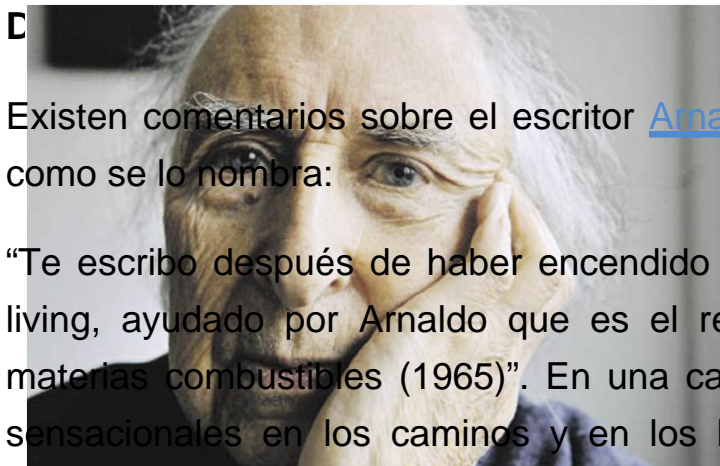 D
Existen comentarios sobre el escritor Arna
como se lo nombra:
“Te escribo después de haber encendido
living, ayudado por Arnaldo que es el re
materias combustibles (1965)”. En una ca
sensacionales en los caminos y en los l